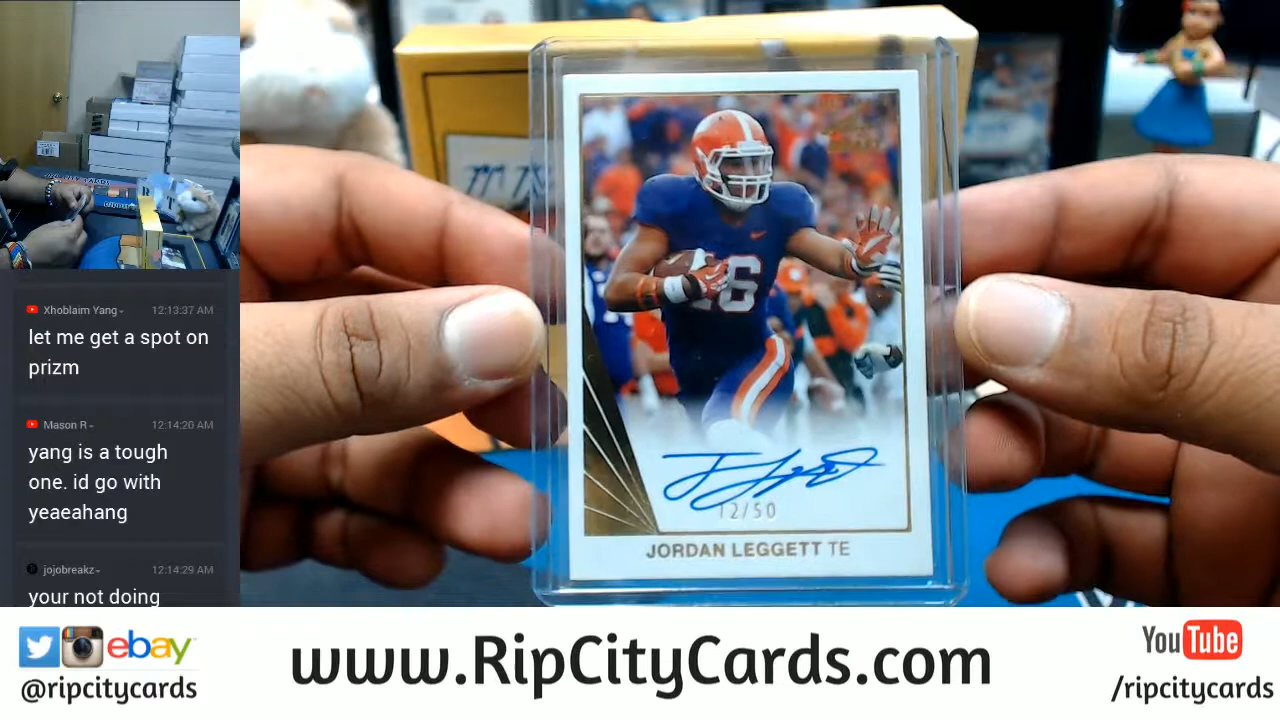 Xhoblaim Yang
12:13:37 AM
let me get a spot on
prizm
Mason R
12:14:20 AM
yang is a tough
one. id go with
yeaeahang
jojobreakz
12:14:29 AM
your not doing
16
12/50
JORDAN LEGGETT TE
ebay
@ripcitycards
www.RipCityCards.com
YouTube
/ripcitycards